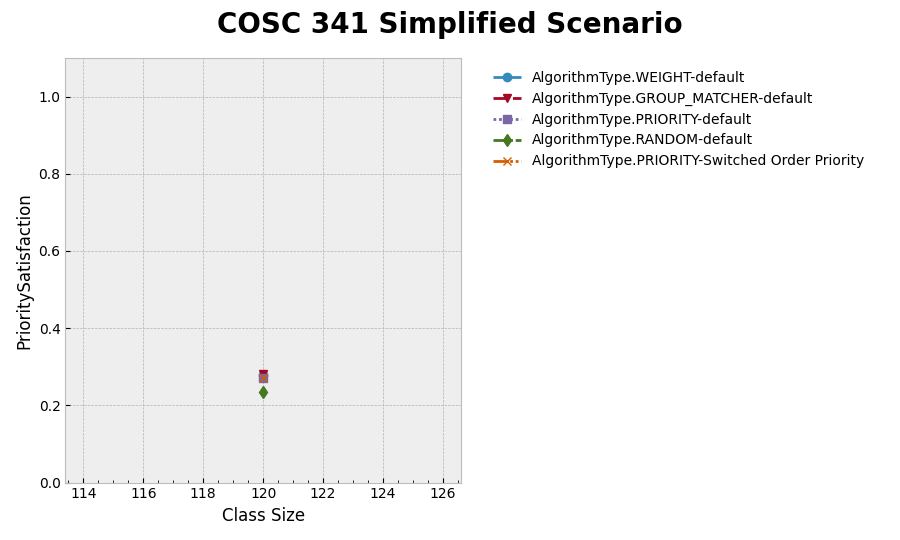 COSC 341 Simplified Scenario
PrioritySatisfaction
1.0
0.8
0.6
0.4
0.2
0.0
114 116 118 120 122 124 126
Class Size
AlgorithmType.WEIGHT-default
AlgorithmType.GROUP_MATCHER-default
AlgorithmType.PRIORITY-default
AlgorithmType.RANDOM-default
AlgorithmType.PRIORITY-Switched Order Priority